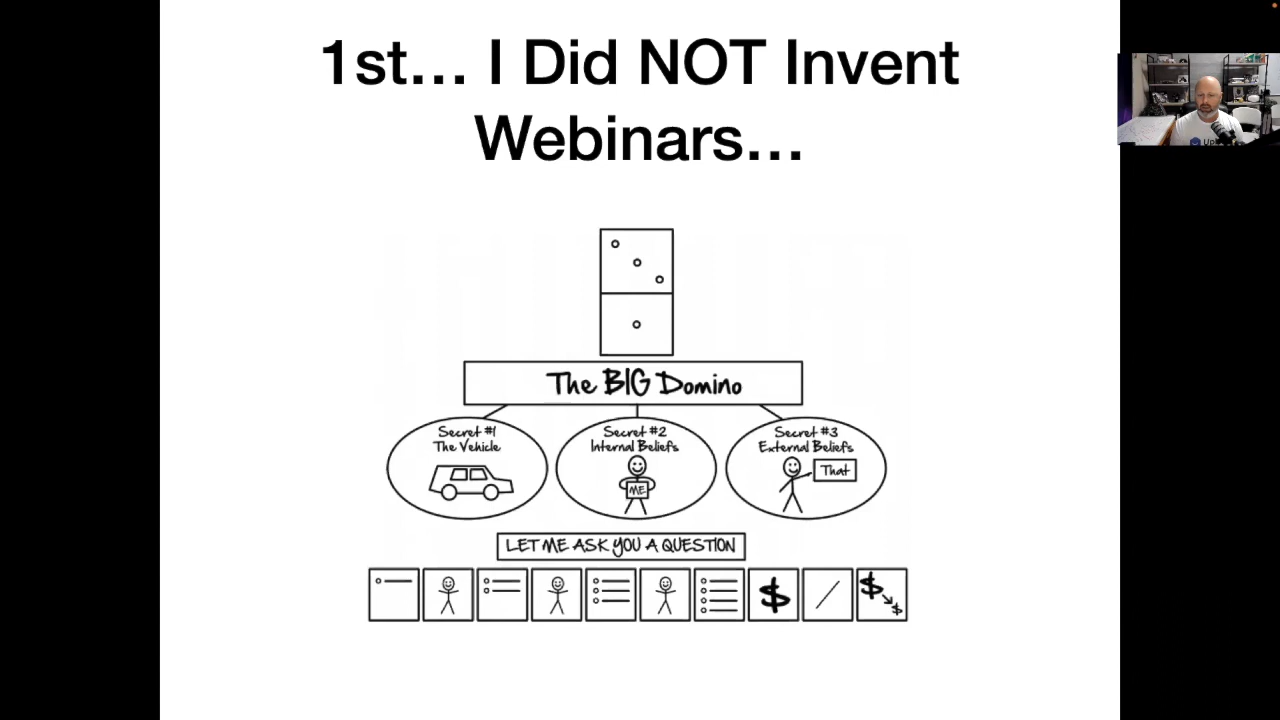 1st... I Did NOT Invent
Webinars...
The BIG Domino
Secret #1
The Vehicle
Secret #2
Internal Beliefs
ME
Secret #3
External Beliefs
That
LET ME ASK YOU A QUESTION
$
$
$